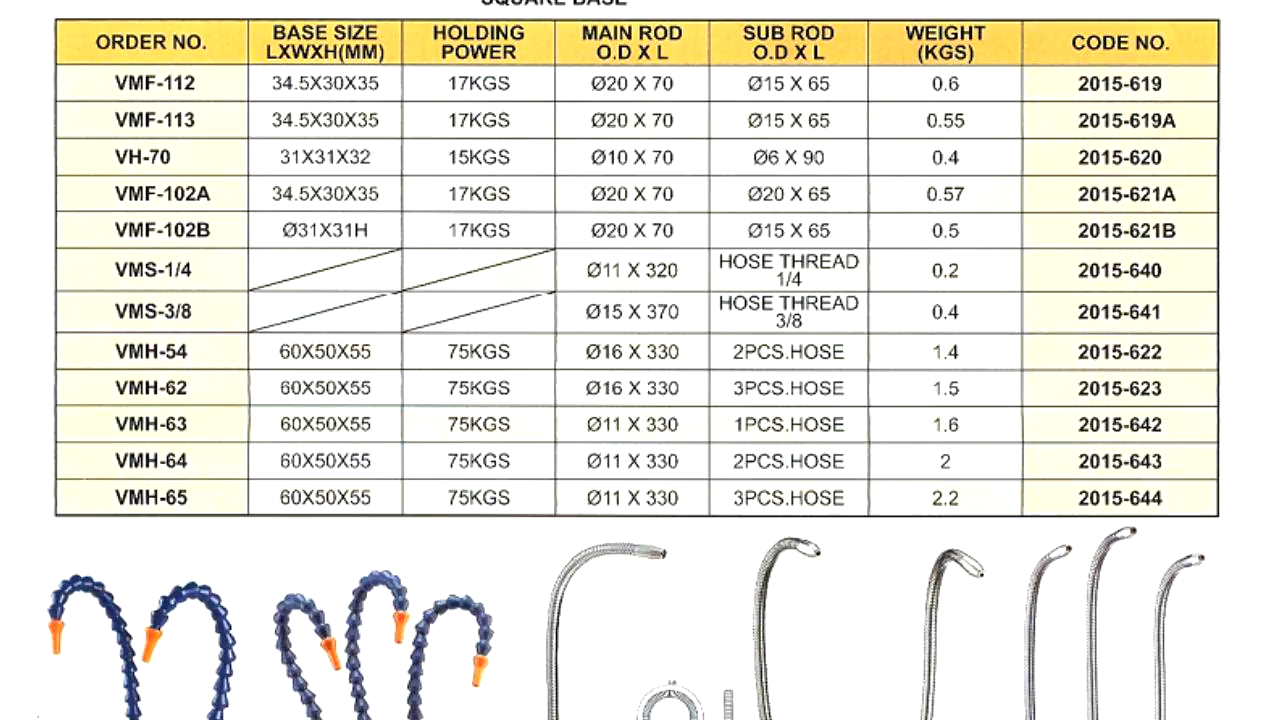 SQUARE BASE
ORDER NO. BASE SIZE LXWXH(MM) HOLDING POWER MAIN ROD O.D X L SUB ROD O.D X L WEIGHT (KGS) CODE NO.
VMF-112 34.5X30X35 17KGS Ø20 X 70 Ø15 X 65 0.6 2015-619
VMF-113 34.5X30X35 17KGS Ø20 X 70 Ø15 X 65 0.55 2015-619A
VH-70 31X31X32 15KGS Ø10 X 70 Ø6 X 90 0.4 2015-620
VMF-102A 34.5X30X35 17KGS Ø20 X 70 Ø20 X 65 0.57 2015-621A
VMF-102B Ø31X31H 17KGS Ø20 X 70 Ø15 X 65 0.5 2015-621B
VMS-1/4 Ø11 X 320 HOSE THREAD 1/4 0.2 2015-640
VMS-3/8 Ø15 X 370 HOSE THREAD 3/8 0.4 2015-641
VMH-54 60X50X55 75KGS Ø16 X 330 2PCS.HOSE 1.4 2015-622
VMH-62 60X50X55 75KGS Ø16 X 330 3PCS.HOSE 1.5 2015-623
VMH-63 60X50X55 75KGS Ø11 X 330 1PCS.HOSE 1.6 2015-642
VMH-64 60X50X55 75KGS Ø11 X 330 2PCS.HOSE 2 2015-643
VMH-65 60X50X55 75KGS Ø11 X 330 3PCS.HOSE 2.2 2015-644